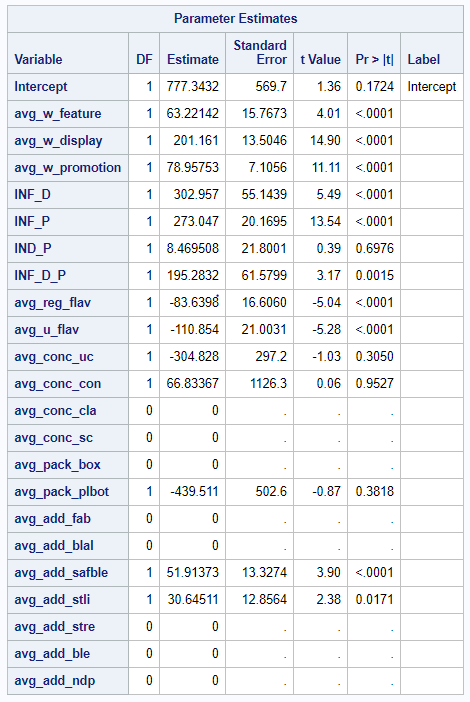 Parameter Estimates
Variable DF Estimate Standard Error t Value Pr > |t| Label
Intercept 1 777.3432 569.7 1.36 0.1724 Intercept
avg_w_feature 1 63.22142 15.7673 4.01 <.0001
avg_w_display 1 201.161 13.5046 14.90 <.0001
avg_w_promotion 1 78.95753 7.1056 11.11 <.0001
INF_D 1 302.957 55.1439 5.49 <.0001
INF_P 1 273.047 20.1695 13.54 <.0001
IND_P 1 8.469508 21.8001 0.39 0.6976
INF_D_P 1 195.2832 61.5799 3.17 0.0015
avg_reg_flav 1 -83.6398 16.6060 -5.04 <.0001
avg_u_flav 1 -110.854 21.0031 -5.28 <.0001
avg_conc_uc 1 -304.828 297.2 -1.03 0.3050
avg_conc_con 1 66.83367 1126.3 0.06 0.9527
avg_conc_cla 0 0 . . .
avg_conc_sc 0 0 . . .
avg_pack_box 0 0 . . .
avg_pack_plbot 1 -439.511 502.6 -0.87 0.3818
avg_add_fab 0 0 . . .
avg_add_blal 0 0 . . .
avg_add_safble 1 51.91373 13.3274 3.90 <.0001
avg_add_stli 1 30.64511 12.8564 2.38 0.0171
avg_add_stre 0 0 . . .
avg_add_ble 0 0 . . .
avg_add_ndp 0 0 . . .